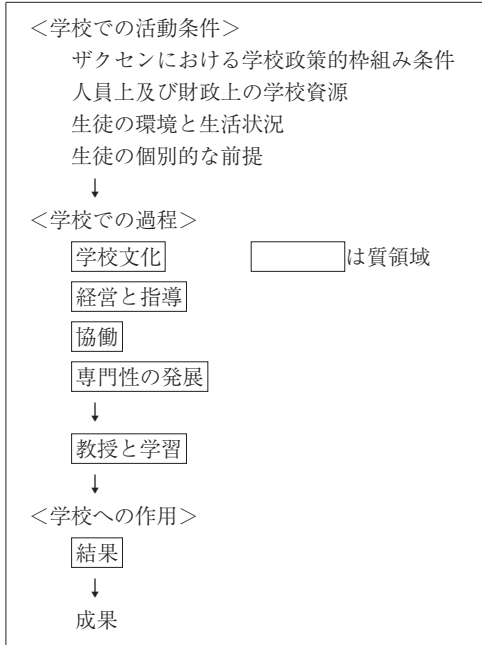 ＜学校での活動条件＞
ザクセンにおける学校政策的枠組み条件
人員上及び財政上の学校資源
生徒の環境と生活状況
生徒の個別的な前提
↓
＜学校での過程＞
学校文化 は質領域
経営と指導
協働
専門性の発展
↓
教授と学習
↓
＜学校への作用＞
結果
↓
成果